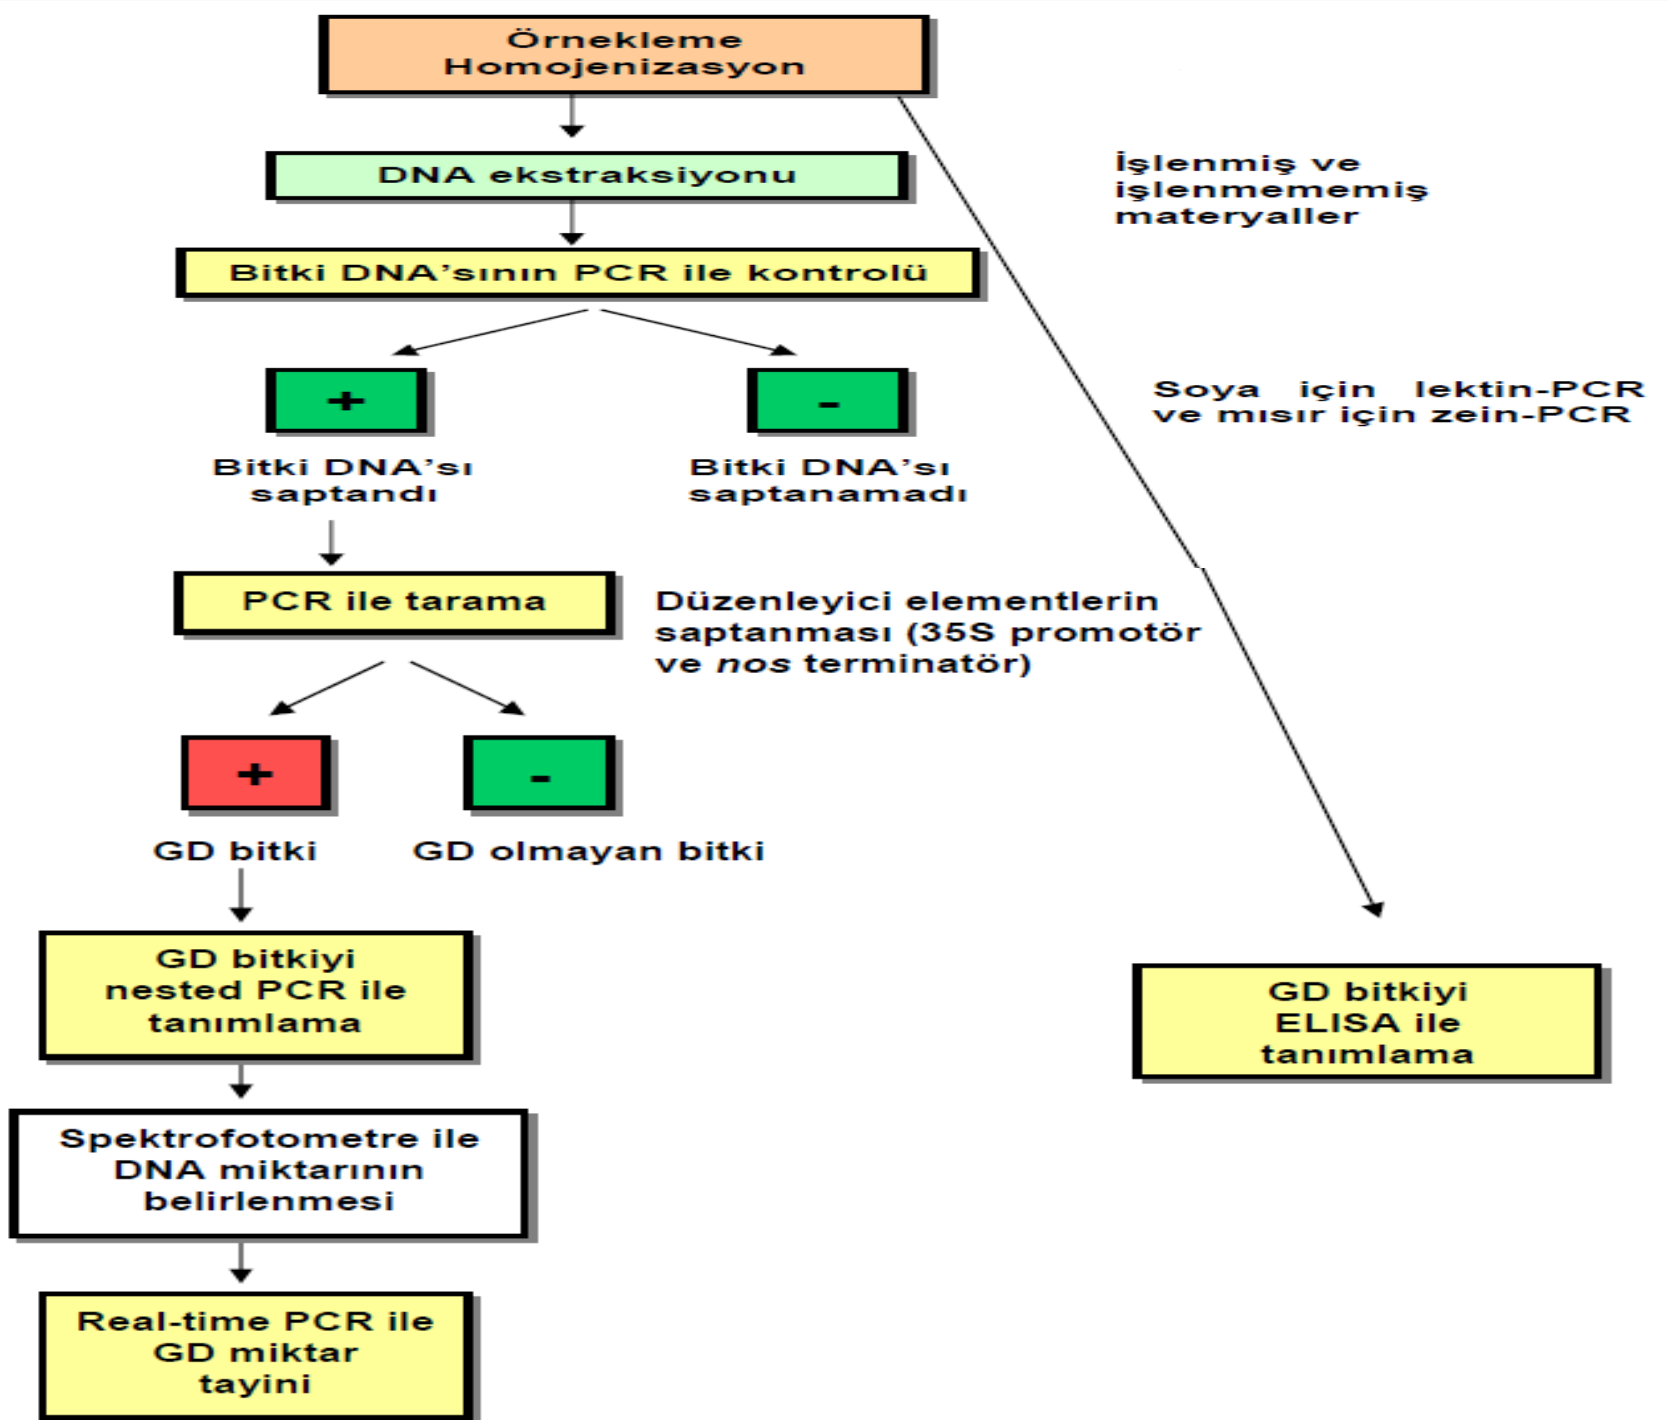 Örnekleme
Homojenizasyon
DNA ekstraksiyonu
İşlenmiş ve
işlenmememiş
materyaller
Bitki DNA’sının PCR ile kontrolü
+
-
Soya için lektin-PCR
ve mısır için zein-PCR
Bitki DNA’sı
saptandı
Bitki DNA’sı
saptanamadı
PCR ile tarama
Düzenleyici elementlerin
saptanması (35S promotör
ve nos terminatör)
+
-
GD bitki
GD olmayan bitki
GD bitkiyi
nested PCR ile
tanımlama
GD bitkiyi
ELISA ile
tanımlama
Spektrofotometre ile
DNA miktarının
belirlenmesi
Real-time PCR ile
GD miktar
tayini